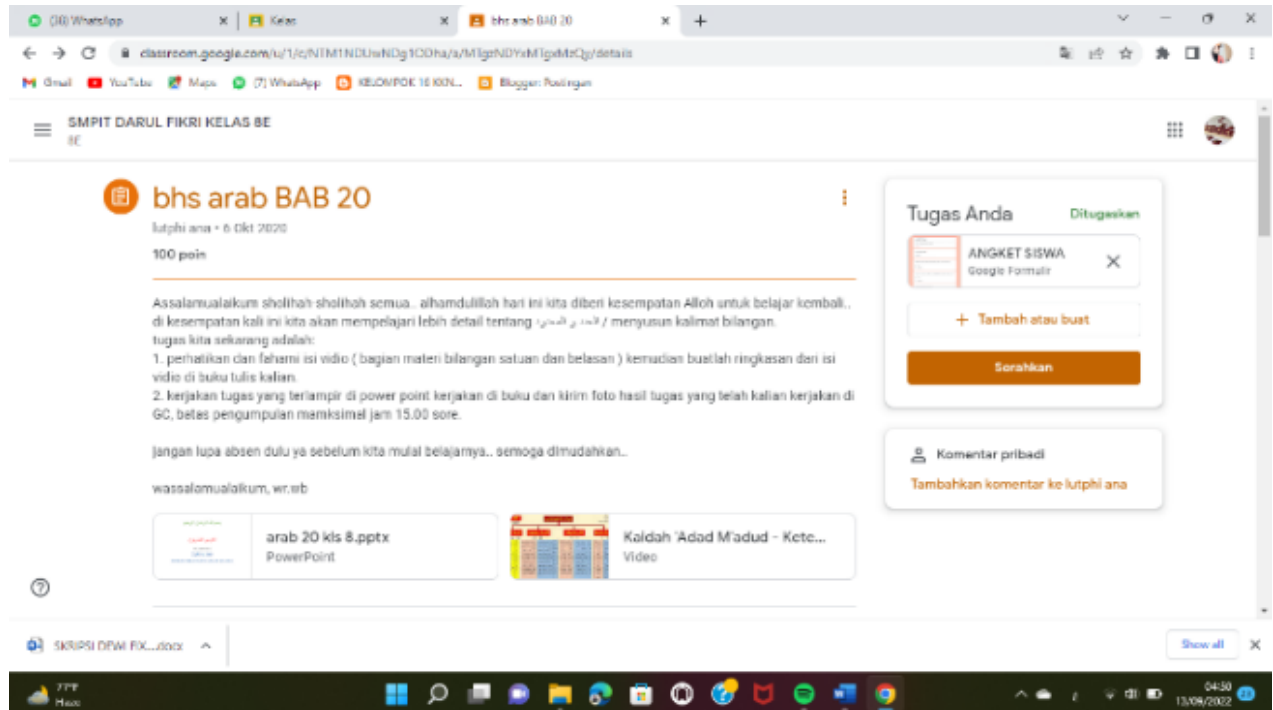 (38) WhatsApp
Kelas
bhs arab BAB 20
classroom.google.com/u/1/c/
Gmail
YouTube
Maps
(7) WhatsApp
KELOMPOK 16 KKN...
Blogger: Postingan
SMPIT DARUL FIKRI KELAS 8E
8E
bhs arab BAB 20
lutphi ana • 6 Okt 2020
100 poin
Assalamualaikum sholihah-sholihah semua.. alhamdulillah hari ini kita diberi kesempatan Alloh untuk belajar kembali..
di kesempatan kali ini kita akan mempelajari lebih detail tentang / menyusun kalimat bilangan.
tugas kita sekarang adalah:
1. perhatikan dan fahami isi vidio ( bagian materi bilangan satuan dan belasan ) kemudian buatlah ringkasan dari isi
vidio di buku tulis kalian.
2. kerjakan tugas yang terlampir di power point kerjakan di buku dan kirim foto hasil tugas yang telah kalian kerjakan di
GC, batas pengumpulan mamksimal jam 15.00 sore.
jangan lupa absen dulu ya sebelum kita mulai belajarnya.. semoga dimudahkan..
wassalamualaikum, wr.wb
arab 20 kls 8.pptx
PowerPoint
Kaidah 'Adad M'adud - Kete...
Video
Tugas Anda
Ditugaskan
ANGKET SISWA
Google Formulir
+ Tambah atau buat
Serahkan
Komentar pribadi
Tambahkan komentar ke lutphi ana
SKRIPSI DEWI FIX....docx
Show all
77°F
Haze
04:50
13/09/2022